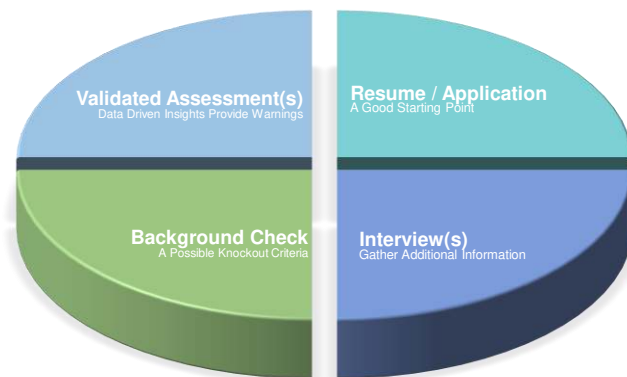 Validated Assessment(s)
Data Driven Insights Provide Warnings
Resume / Application
A Good Starting Point
Background Check
A Possible Knockout Criteria
Interview(s)
Gather Additional Information